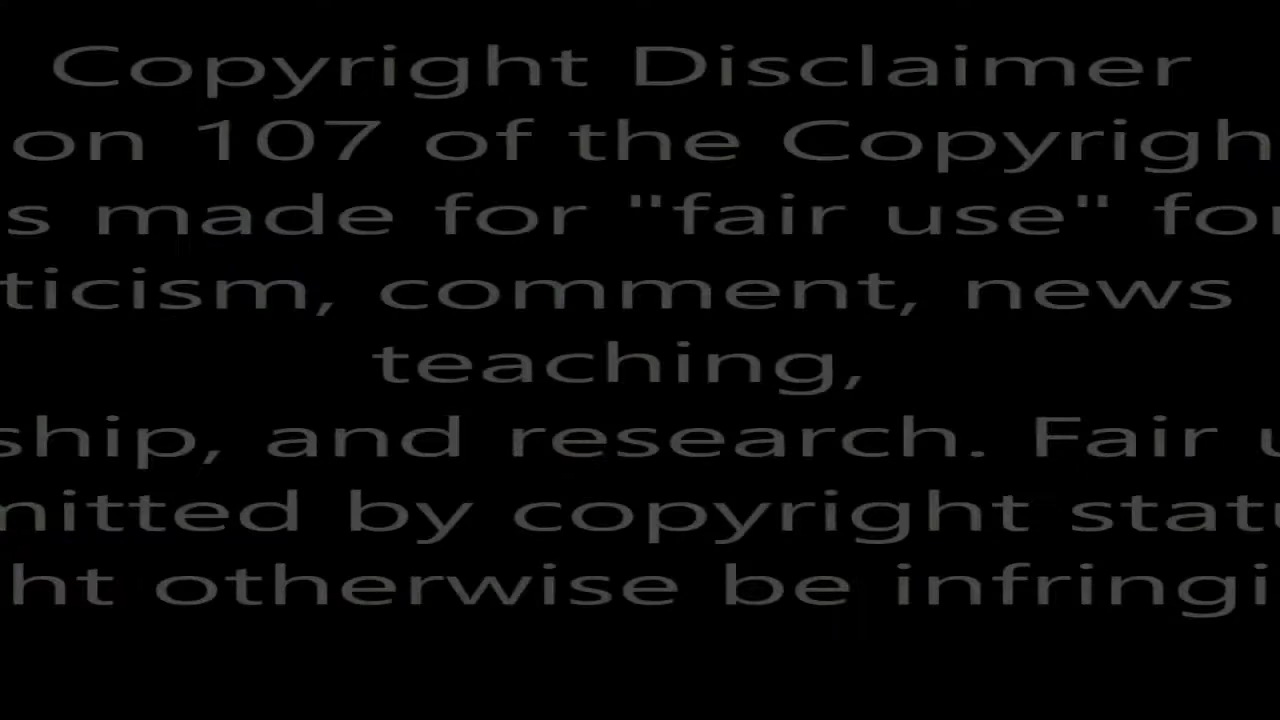 Copyright Disclaimer
on 107 of the Copyrigh
s made for "fair use" for
ticism, comment, news
teaching,
ship, and research. Fair u
mitted by copyright statu
ht otherwise be infringi